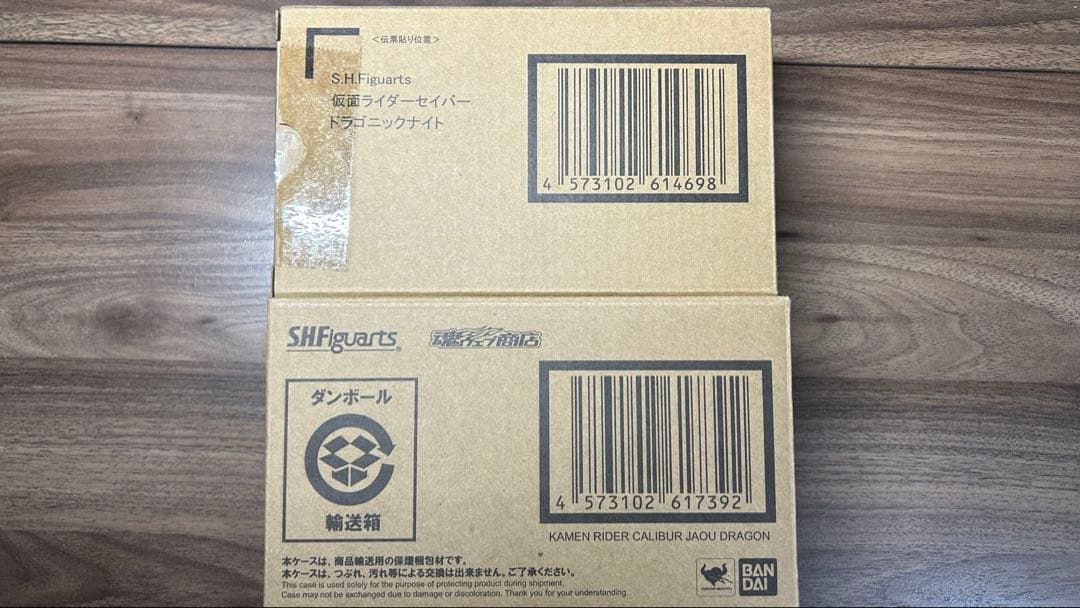 <伝票貼り位置>
S.H.Figuarts
仮面ライダーセイバー
ドラゴニックナイト
4 573102 614698
S.H.Figuarts
魂ウェブ商店
ダンボール
輸送箱
4 573102 617392
KAMEN RIDER CALIBUR JAOU DRAGON
本ケースは、商品輸送用の保護梱包材です。
本ケースは、つぶれ、汚れ等による交換は出来ません。ご了承ください。
This case is used solely for the purpose of protecting product during shipment.
Case may not be exchanged due to damage or discoloration. Thank you for your understanding.
BAN
DAI